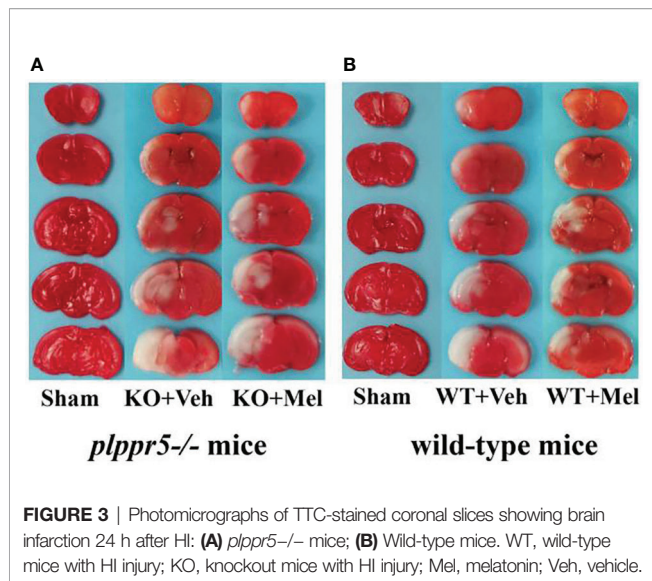 A
B
Sham KO+Veh KO+Mel
Sham WT+Veh WT+Mel
plppr5-/- mice
wild-type mice
FIGURE 3 | Photomicrographs of TTC-stained coronal slices showing brain
infarction 24 h after HI: (A) plppr5−/− mice; (B) Wild-type mice. WT, wild-type
mice with HI injury; KO, knockout mice with HI injury; Mel, melatonin; Veh, vehicle.